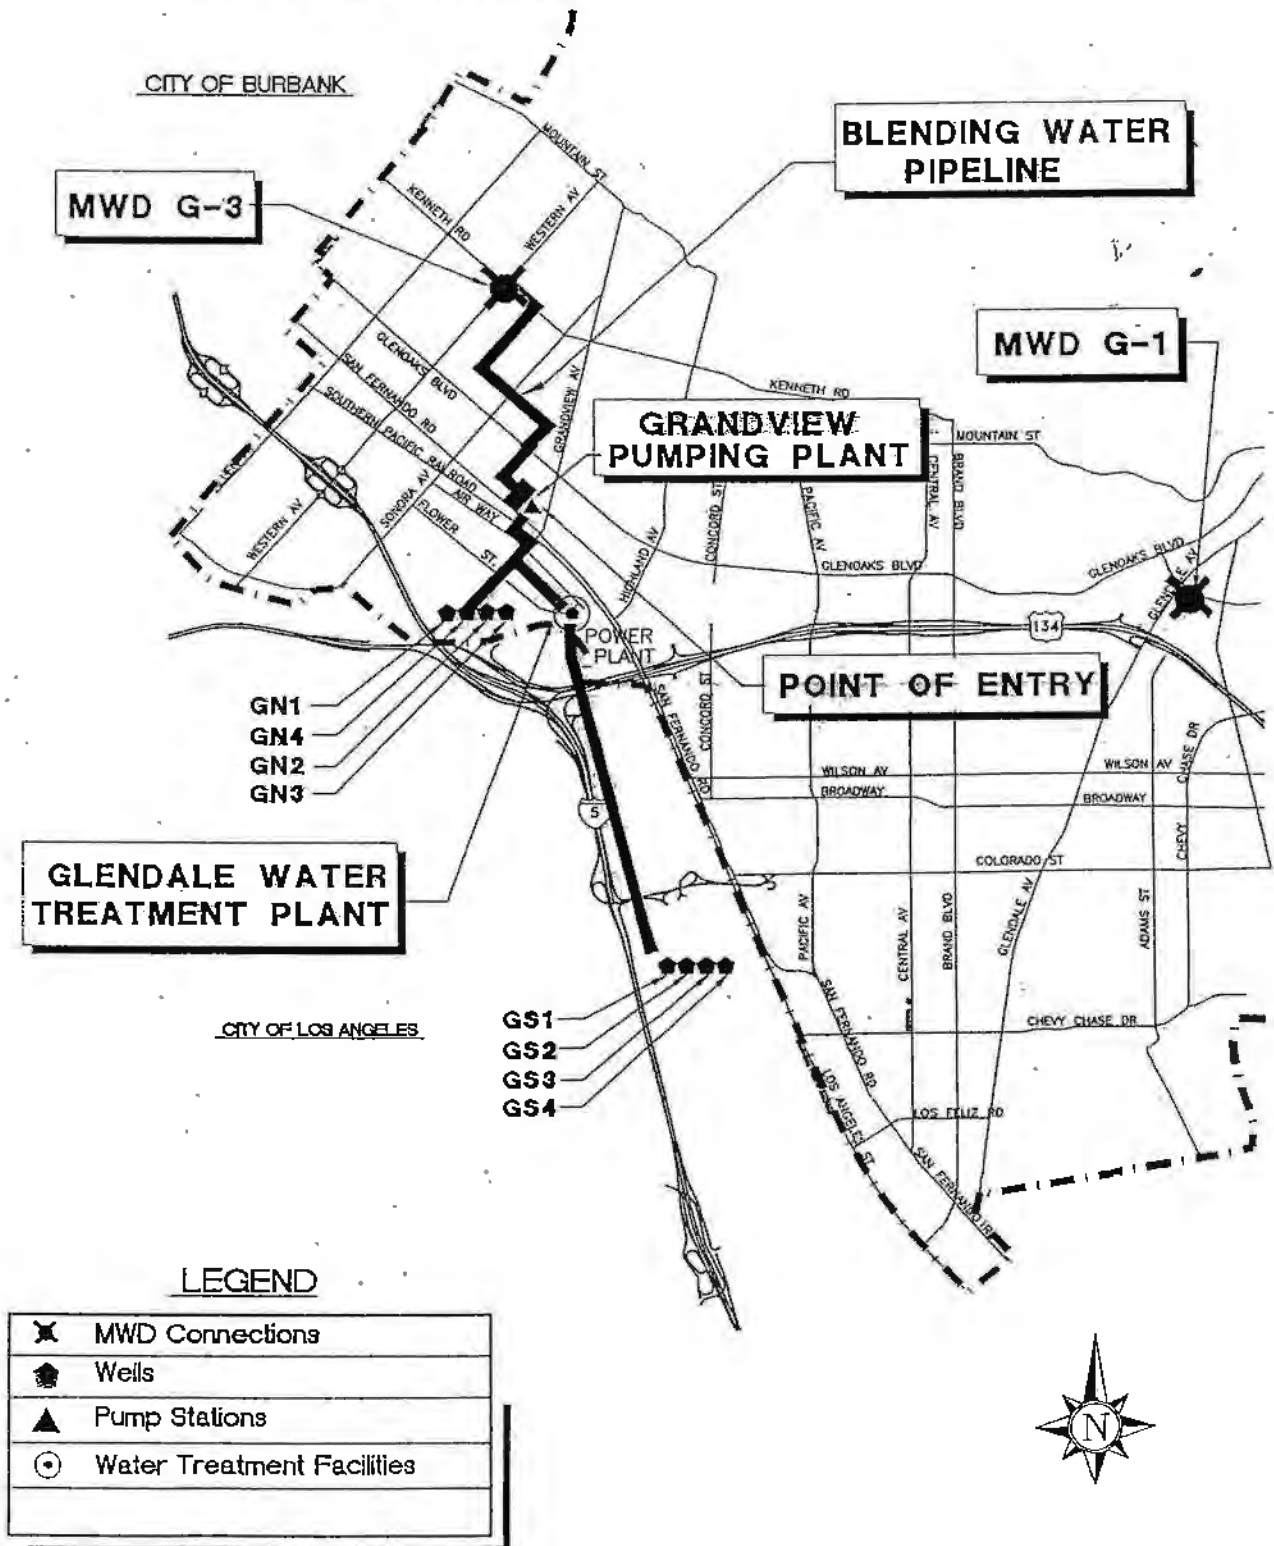 CITY OF BURBANK
BLENDING WATER
PIPELINE
MWD G-3
MOUNTAIN ST.
KENNETH RD
WESTERN AV
MWD G-1
GLENOAKS BLVD
SAN FERNANDO RD
SOUTHERN PACIFIC RAILROAD
GRANDVIEW AV
KENNETH RD
GRANDVIEW
PUMPING PLANT
MOUNTAIN ST
CENTRAL AV
BRAND BLVD
AIR WAY
SONORA AV
FLOWER ST.
WESTERN AV
HIGHLAND AV
CONCORD ST
PACIFIC AV
GLENOAKS BLVD
GLENOAKS BLVD
134
POWER
PLANT
POINT OF ENTRY
GN1
GN4
GN2
GN3
SAN FERNANDO RD
CONCORD ST
WILSON AV
WILSON AV
BROADWAY
BROADWAY
CHEVY CHASE DR
5
COLORADO ST
GLENDALE WATER
TREATMENT PLANT
PACIFIC AV
CENTRAL AV
BRAND BLVD
GLENDALE AV
ADAMS ST
GS1
GS2
GS3
GS4
CITY OF LOS ANGELES
SAN FERNANDO RD
CHEVY CHASE DR
LOS ANGELES ST.
LOS FELIZ RD
SAN FERNANDO
LEGEND
MWD Connections
Wells
Pump Stations
Water Treatment Facilities
N